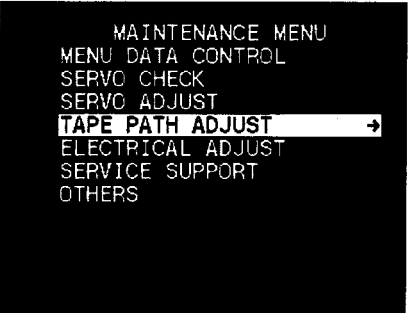 MAINTENANCE MENU
MENU DATA CONTROL
SERVO CHECK
SERVO ADJUST
TAPE PATH ADJUST →
ELECTRICAL ADJUST
SERVICE SUPPORT
OTHERS